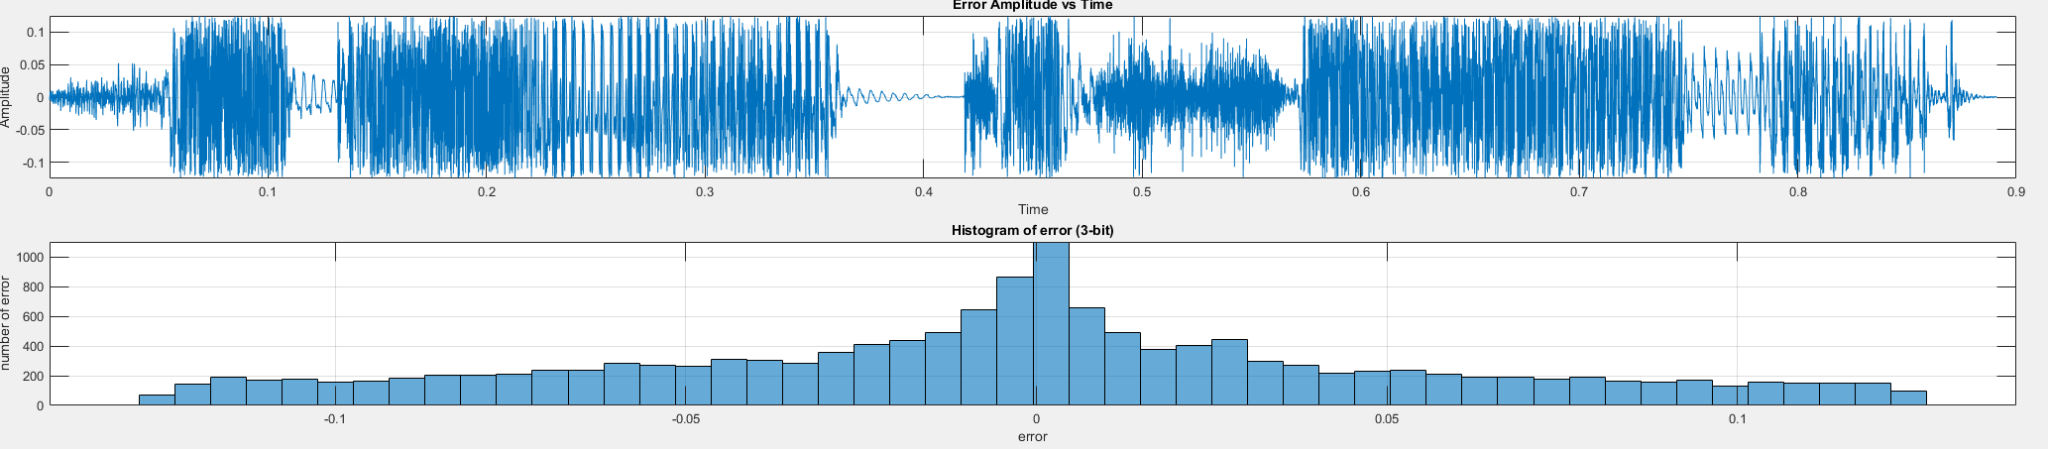 Error Amplitude vs Time
Amplitude
0.1
0.05
0
-0.05
-0.1
0 0.1 0.2 0.3 0.4 0.5 0.6 0.7 0.8 0.9
Time
Histogram of error (3-bit)
number of error
1000
800
600
400
200
0
-0.1 -0.05 0 0.05 0.1
error